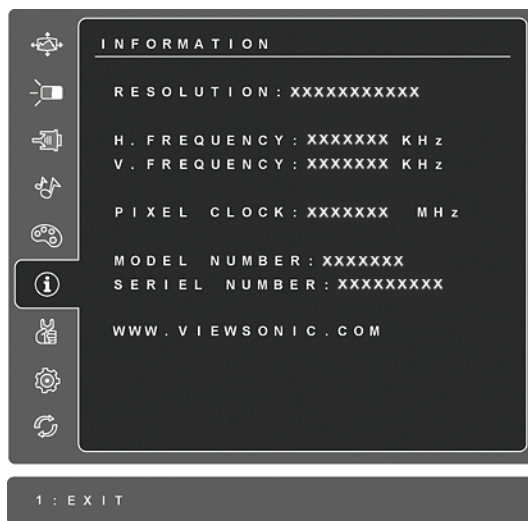 INFORMATION
RESOLUTION: XXXXXXXXXXX
H. FREQUENCY: XXXXXXX KHz
V. FREQUENCY: XXXXXXX KHz
PIXEL CLOCK: XXXXXXX MHz
MODEL NUMBER: XXXXXXX
SERIEL NUMBER: XXXXXXXXX
WWW.VIEWSONIC.COM
1: EXIT